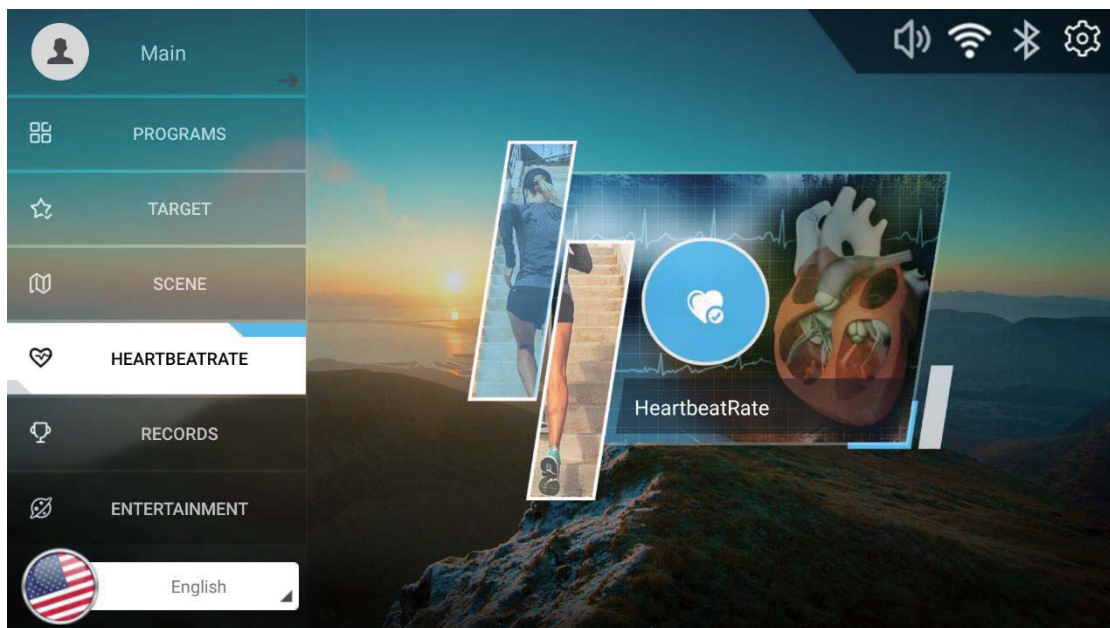 Main
PROGRAMS
TARGET
SCENE
HEARTBEATRATE
RECORDS
ENTERTAINMENT
English
HeartbeatRate